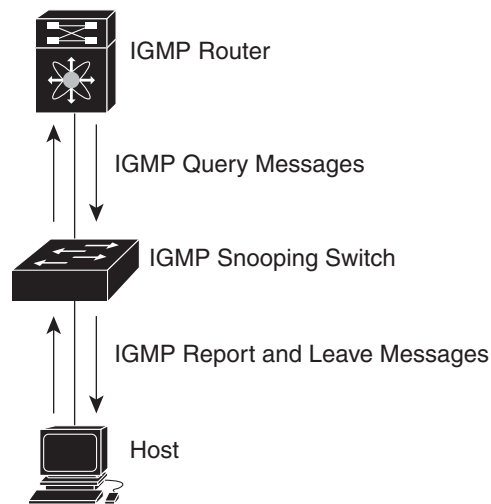 IGMP Router
IGMP Query Messages
IGMP Snooping Switch
IGMP Report and Leave Messages
Host